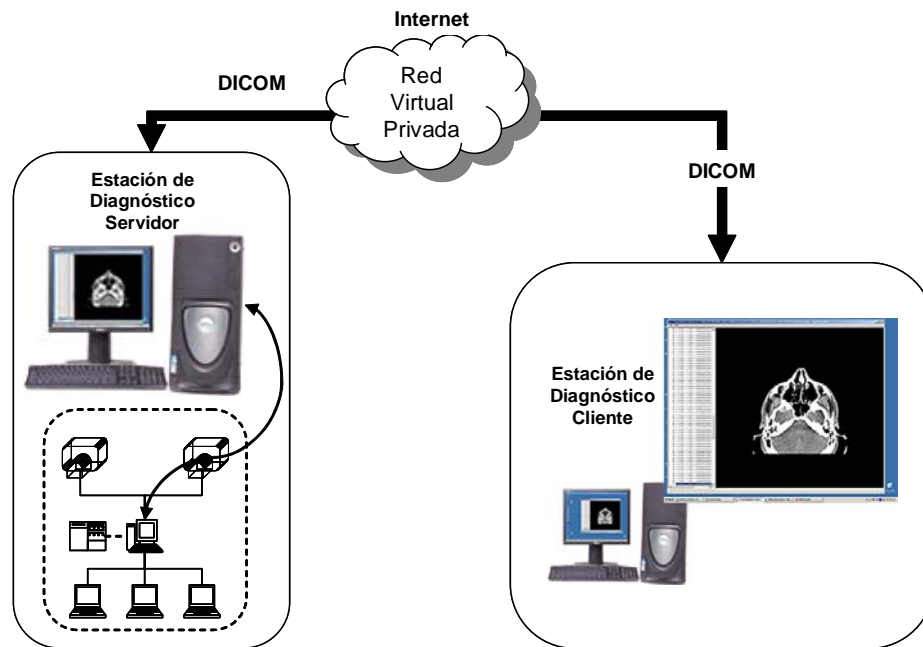 Internet
Red
Virtual
Privada
DICOM
DICOM
Estación de
Diagnóstico
Servidor
Estación de
Diagnóstico
Cliente